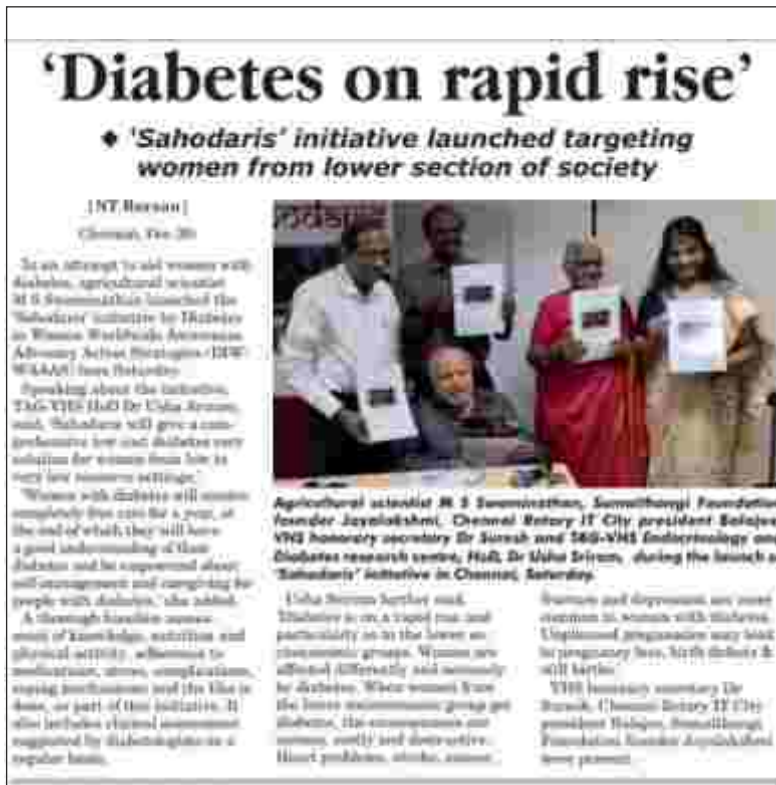 ‘Diabetes on rapid rise’
◆ ‘Sahodaris’ initiative launched targeting
women from lower section of society
[NT Bureau]
Chennai,
In an attempt to aid women with
diabetes, agricultural scientist
M S Swaminathan launched the
‘Sahodaris’ initiative by Diabetes
in Women Worldwide Awareness
Advocacy Action Strategies
here Saturday.
Speaking about the initiative,
TAG-VHS HoD Dr Usha Sriram,
said, ‘Sahodaris will give a com-
prehensive low cost diabetes care
solution for women from low to
very low resource settings.’
‘Women with diabetes will receive
completely free care for a year, at
the end of which they will have
a good understanding of their
diabetes and be empowered about
self-management and caregiving for
people with diabetes,’ she added.
A thorough baseline assess-
ment of knowledge, nutrition and
physical activity, adherence to
medications, stress, complications,
coping mechanisms and the like is
done, as part of this initiative. It
also includes clinical assessment
suggested by diabetologists on a
regular basis.
ndaris
Agricultural scientist M S Swaminathan, Sumaithangi Foundation
founder Jayalakshmi, Chennai Rotary IT City president Balajee,
VHS honorary secretary Dr Suresh and TAG-VHS Endocrinology and
Diabetes research centre, HoD, Dr Usha Sriram, during the launch of
‘Sahodaris’ initiative in Chennai, Saturday.
Usha Sriram further said,
‘Diabetes is on a rapid rise and
particularly so in the lower so-
cioeconomic groups. Women are
affected differently and
by diabetes. When women from
the lower socioeconomic group get
diabetes, the consequences are
costly and destructive.
Heart problems, stroke, cancer,
and depression are more
common in women with diabetes.
Unplanned pregnancies may lead
to pregnancy loss, birth defects &
still births.’
VHS honorary secretary Dr
Suresh, Chennai Rotary IT City
president Balajee, Sumaithangi
Foundation founder Jayalakshmi
were present.